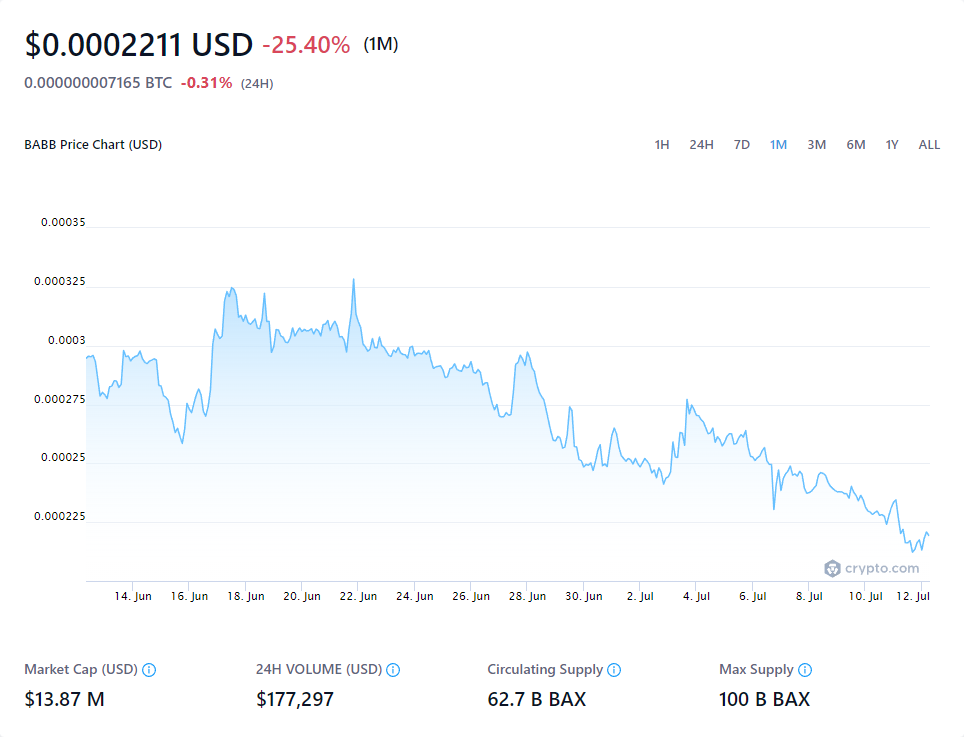 $0.0002211 USD -25.40% (1M)
0.000000007165 BTC -0.31% (24H)
BABB Price Chart (USD)
1H 24H 7D 1M 3M 6M 1Y ALL
0.00035
0.000325
0.0003
0.000275
0.00025
0.000225
crypto.com
14. Jun 16. Jun 18. Jun 20. Jun 22. Jun 24. Jun 26. Jun 28. Jun 30. Jun 2. Jul 4. Jul 6. Jul 8. Jul 10. Jul 12. Jul
Market Cap (USD) 24H VOLUME (USD) Circulating Supply Max Supply
$13.87 M $177,297 62.7 B BAX 100 B BAX